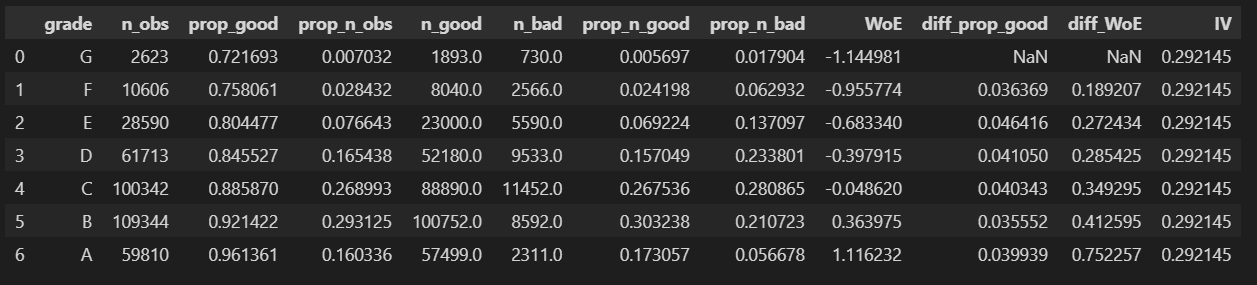 grade n_obs prop_good prop_n_obs n_good n_bad prop_n_good prop_n_bad WoE diff_prop_good diff_WoE IV
0 G 2623 0.721693 0.007032 1893.0 730.0 0.005697 0.017904 -1.144981 NaN NaN 0.292145
1 F 10606 0.758061 0.028432 8040.0 2566.0 0.024198 0.062932 -0.955774 0.036369 0.189207 0.292145
2 E 28590 0.804477 0.076643 23000.0 5590.0 0.069224 0.137097 -0.683340 0.046416 0.272434 0.292145
3 D 61713 0.845527 0.165438 52180.0 9533.0 0.157049 0.233801 -0.397915 0.041050 0.285425 0.292145
4 C 100342 0.885870 0.268993 88890.0 11452.0 0.267536 0.280865 -0.048620 0.040343 0.349295 0.292145
5 B 109344 0.921422 0.293125 100752.0 8592.0 0.303238 0.210723 0.363975 0.035552 0.412595 0.292145
6 A 59810 0.961361 0.160336 57499.0 2311.0 0.173057 0.056678 1.116232 0.039939 0.752257 0.292145